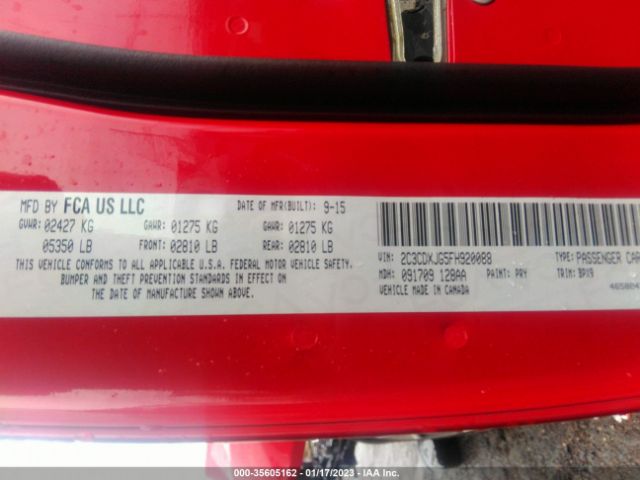 MFD BY FCA US LLC
DATE OF MFR(BUILT): 9-15
GVWR: 02427 KG GAWR: 01275 KG GAWR: 01275 KG
05350 LB FRONT: 02810 LB REAR: 02810 LB
THIS VEHICLE CONFORMS TO ALL APPLICABLE U.S.A. FEDERAL MOTOR VEHICLE SAFETY,
BUMPER AND THEFT PREVENTION STANDARDS IN EFFECT ON
THE DATE OF MANUFACTURE SHOWN ABOVE.
VIN: 2C3CDXJG5FH920088 TYPE: PASSENGER CAR
MDH: 091709 128AA PAINT: PRY TRIM: BPX9
VEHICLE MADE IN CANADA
000-35605162 - 01/17/2023 - IAA Inc.